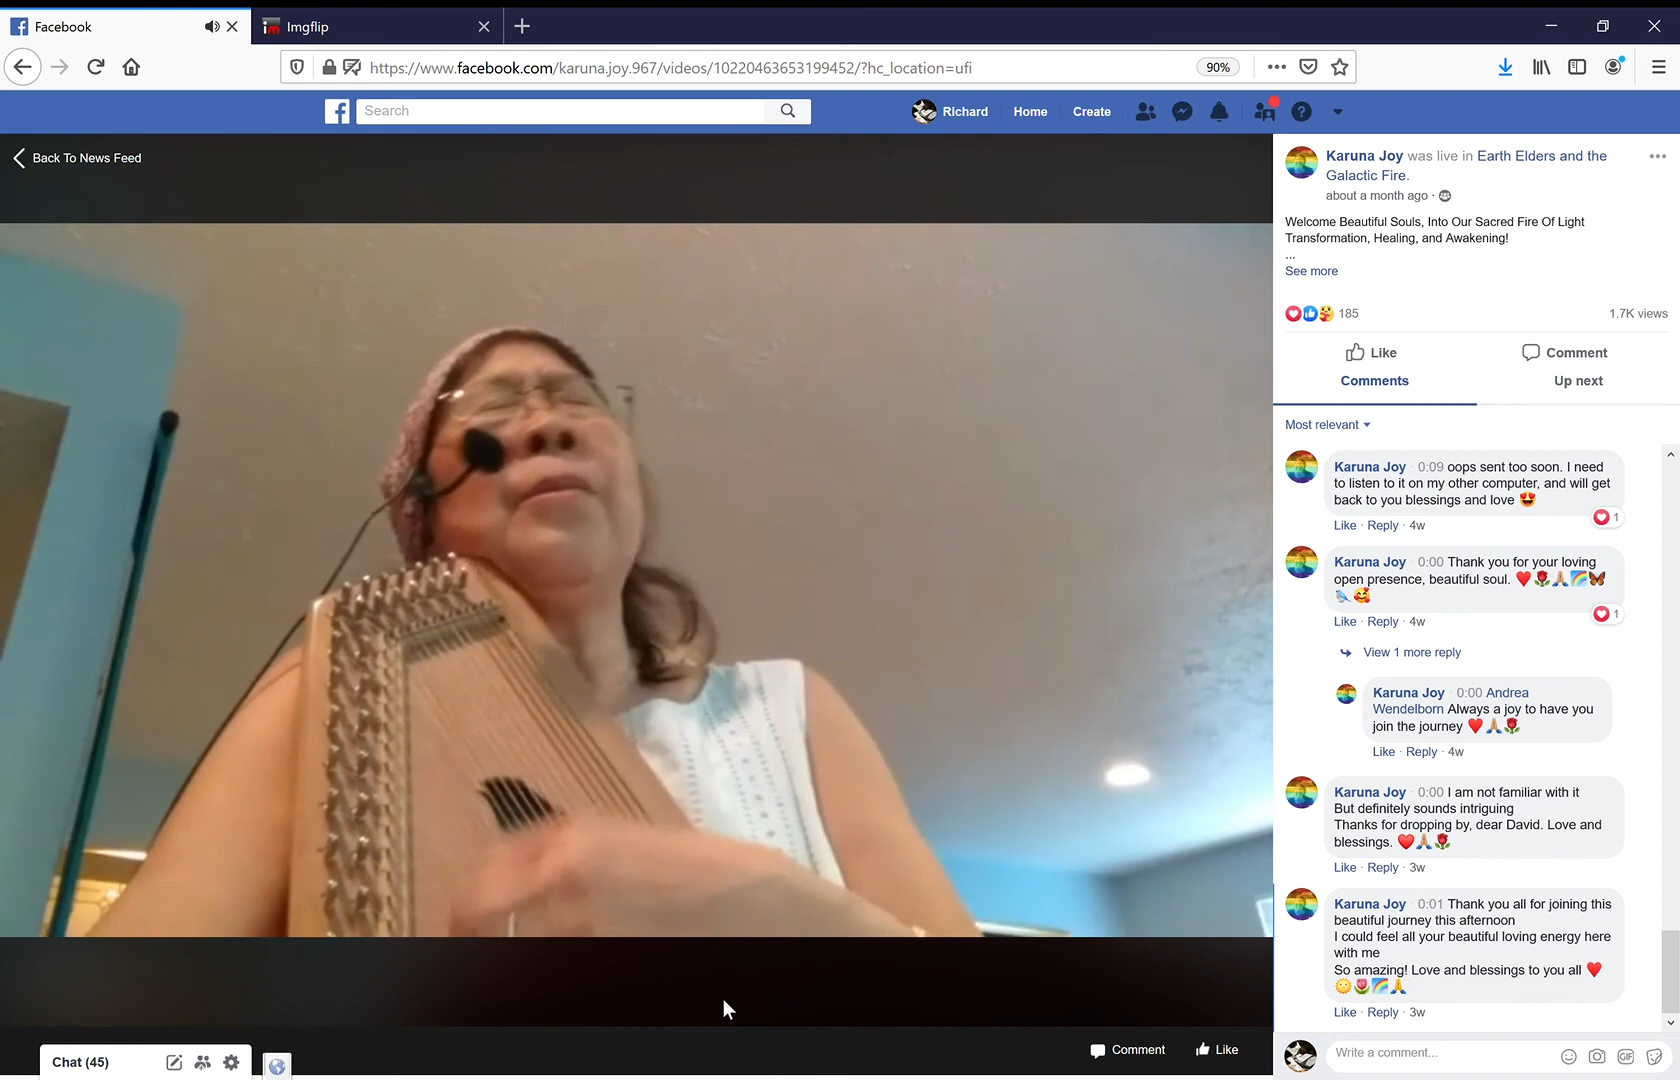 Facebook
Imgflip
https://www.facebook.com/karuna.joy.967/videos/10220463653199452/?hc_location=ufi
90%
Search
Richard
Home
Create
Back To News Feed
Karuna Joy was live in Earth Elders and the
Galactic Fire.
about a month ago ·
Welcome Beautiful Souls, Into Our Sacred Fire Of Light
Transformation, Healing, and Awakening!
...
See more
185
1.7K views
Like
Comment
Comments
Up next
Most relevant
Karuna Joy · 0:09 oops sent too soon. I need
to listen to it on my other computer, and will get
back to you blessings and love 😍
1
Like · Reply · 4w
Karuna Joy · 0:00 Thank you for your loving
open presence, beautiful soul. ❤️🌹🙏🌈🦋
🐦🥰
1
Like · Reply · 4w
View 1 more reply
Karuna Joy · 0:00 Andrea
Wendelborn Always a joy to have you
join the journey ❤️🙏🌹
Like · Reply · 4w
Karuna Joy · 0:00 I am not familiar with it
But definitely sounds intriguing
Thanks for dropping by, dear David. Love and
blessings. ❤️🙏🌹
Like · Reply · 3w
Karuna Joy · 0:01 Thank you all for joining this
beautiful journey this afternoon
I could feel all your beautiful loving energy here
with me
So amazing! Love and blessings to you all ❤️
🌞🌷🌈🙏
Like · Reply · 3w
Comment
Like
Chat (45)
Write a comment...
GIF